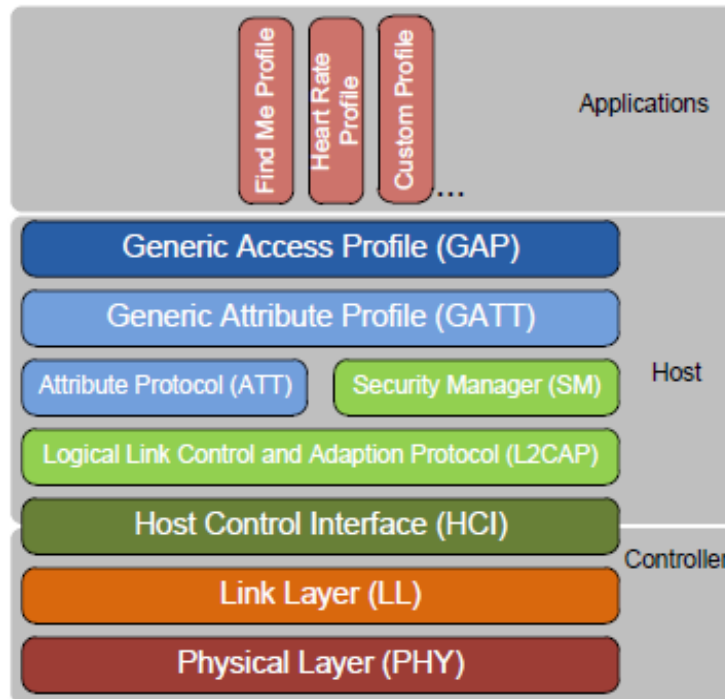 Find Me Profile
Heart Rate
Profile
Custom Profile
...
Applications
Generic Access Profile (GAP)
Generic Attribute Profile (GATT)
Attribute Protocol (ATT)
Security Manager (SM)
Host
Logical Link Control and Adaption Protocol (L2CAP)
Host Control Interface (HCI)
Controller
Link Layer (LL)
Physical Layer (PHY)